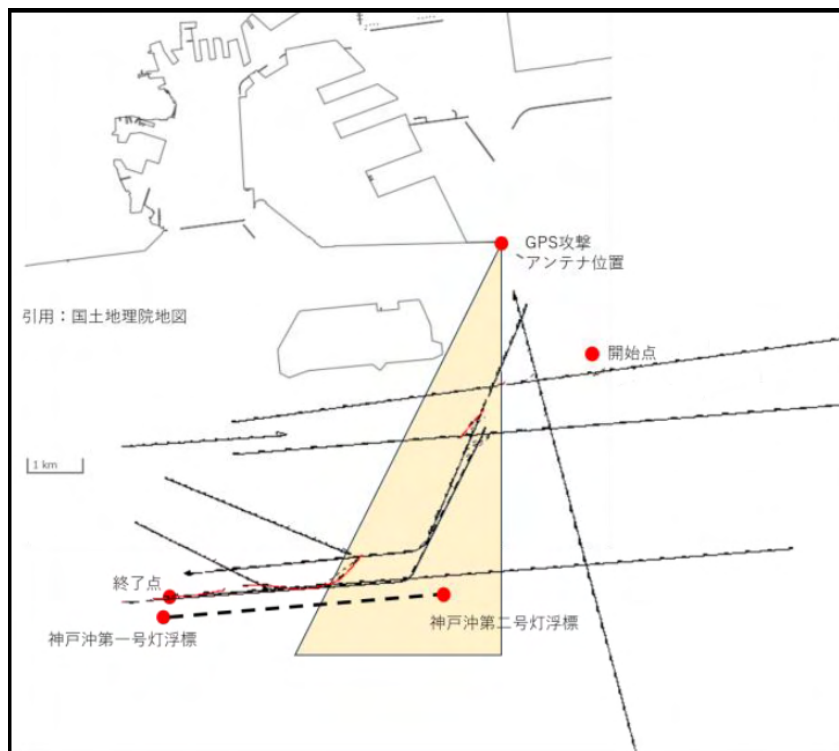 GPS攻撃
アンテナ位置
引用：国土地理院地図
開始点
1 km
終了点
神戸沖第一号灯浮標
神戸沖第二号灯浮標